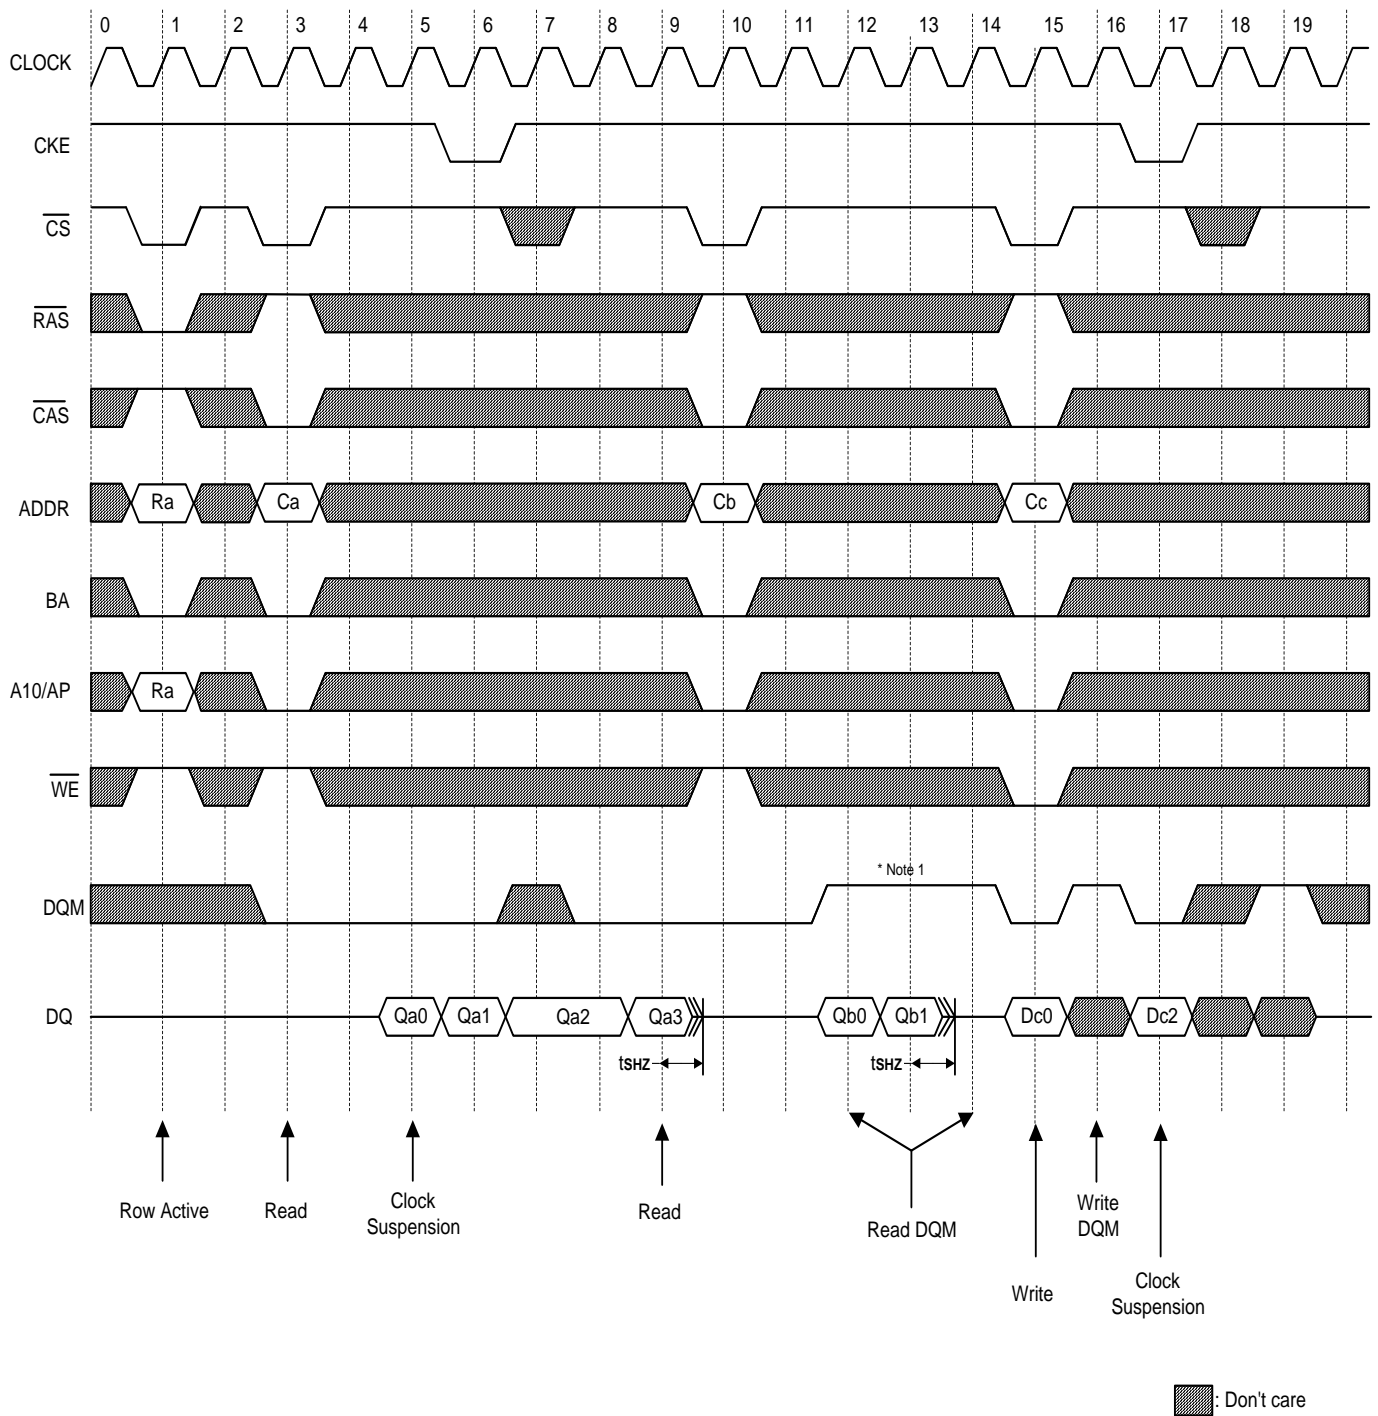 0 1 2 3 4 5 6 7 8 9 10 11 12 13 14 15 16 17 18 19
CLOCK
CKE
CS
RAS
CAS
ADDR Ra Ca Cb Cc
BA
A10/AP Ra
WE
* Note 1
DQM
DQ Qa0 Qa1 Qa2 Qa3 Qb0 Qb1 Dc0 Dc2
tSHZ tSHZ
Row Active
Read
Clock
Suspension
Read
Read DQM
Write
Write
DQM
Clock
Suspension
: Don't care